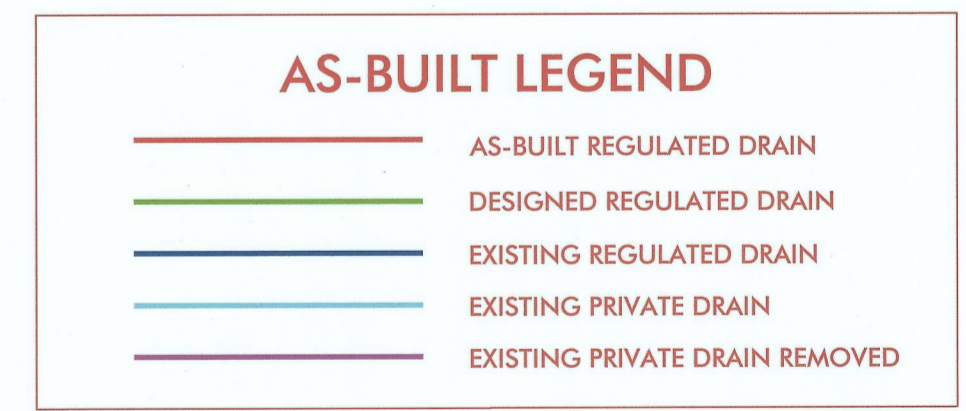 AS-BUILT LEGEND
AS-BUILT REGULATED DRAIN
DESIGNED REGULATED DRAIN
EXISTING REGULATED DRAIN
EXISTING PRIVATE DRAIN
EXISTING PRIVATE DRAIN REMOVED